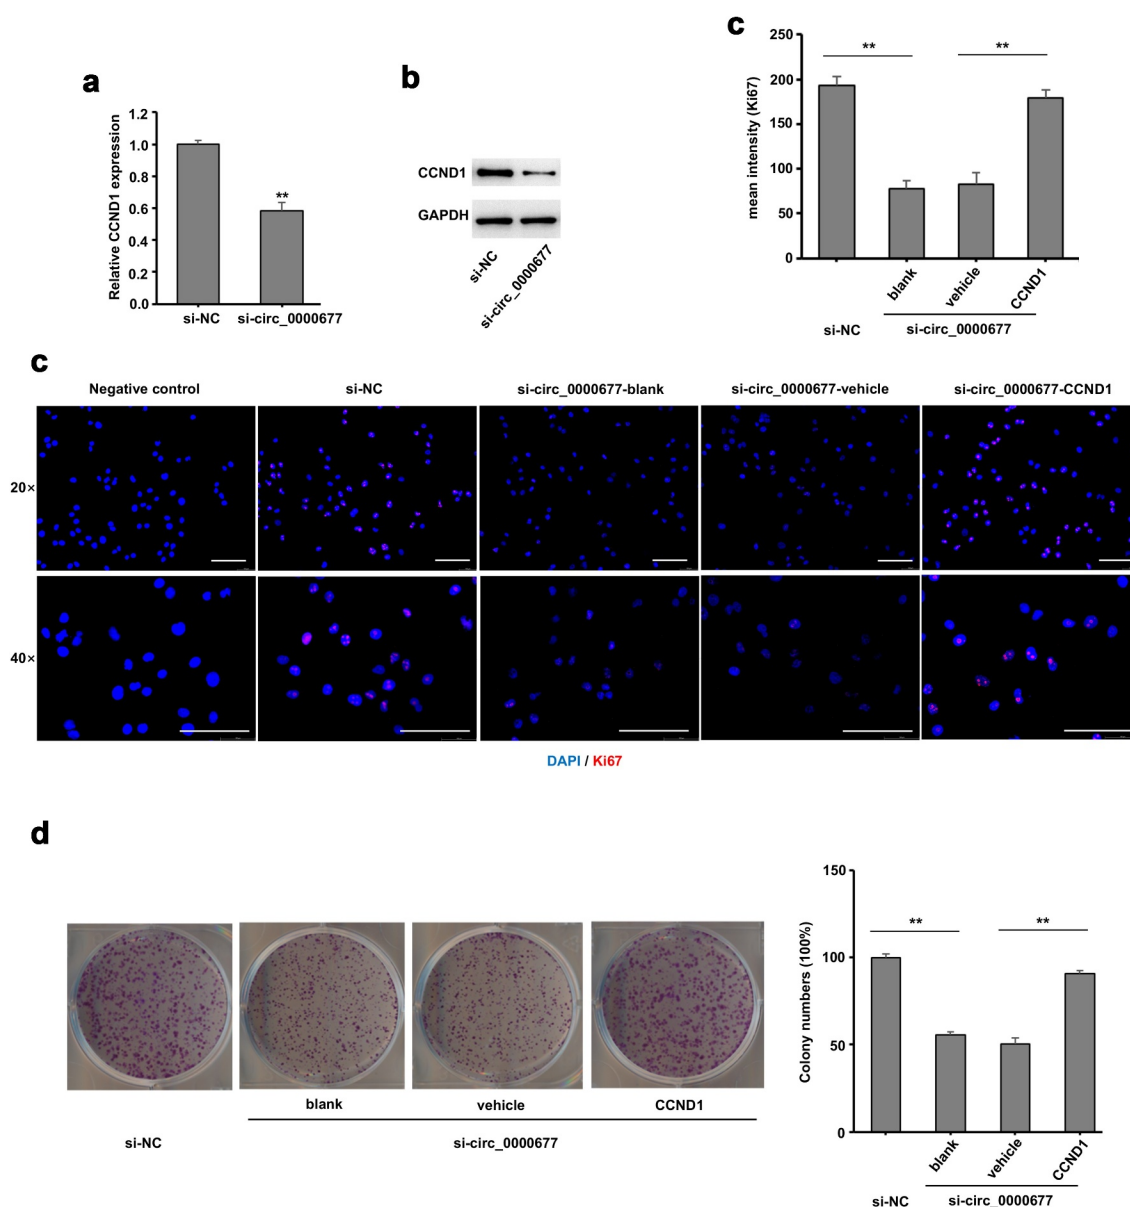 a
Relative CCND1 expression
1.2
1.0
0.8
0.6
0.4
0.2
0.0
**
si-NC
si-circ_0000677
b
CCND1
GAPDH
si-NC
si-circ_0000677
c
mean intensity (Ki67)
250
200
150
100
50
0
**
**
blank
vehicle
CCND1
si-NC
si-circ_0000677
c
Negative control
si-NC
si-circ_0000677-blank
si-circ_0000677-vehicle
si-circ_0000677-CCND1
20×
40×
DAPI / Ki67
d
blank
vehicle
CCND1
si-NC
si-circ_0000677
Colony numbers (100%)
150
100
50
0
**
**
blank
vehicle
CCND1
si-NC
si-circ_0000677